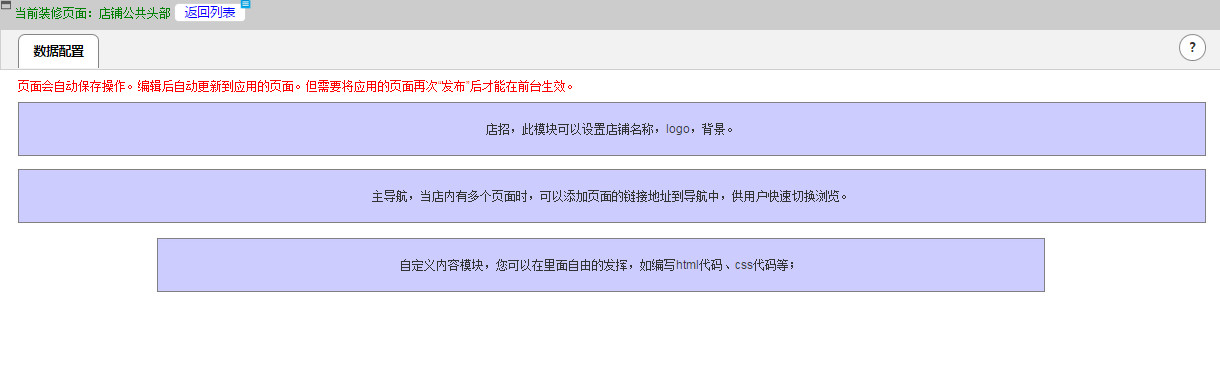 当前装修页面：店铺公共头部 返回列表
数据配置 ?
页面会自动保存操作。编辑后自动更新到应用的页面。但需要将应用的页面再次“发布”后才能在前台生效。
店招，此模块可以设置店铺名称，logo，背景。
主导航，当店内有多个页面时，可以添加页面的链接地址到导航中，供用户快速切换浏览。
自定义内容模块，您可以在里面自由的发挥，如编写html代码、css代码等；